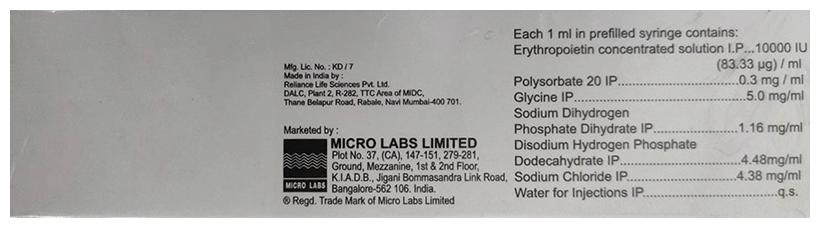 Mfg. Lic. No. : KD / 7
Made in India by :
Reliance Life Sciences Pvt. Ltd.
DALC, Plant 2, R-282, TTC Area of MIDC,
Thane Belapur Road, Rabale, Navi Mumbai-400 701.
Marketed by :
MICRO LABS LIMITED
Plot No. 37, (CA), 147-151, 279-281,
Ground, Mezzanine, 1st & 2nd Floor,
K.I.A.D.B., Jigani Bommasandra Link Road,
Bangalore-562 106. India.
MICRO LABS
® Regd. Trade Mark of Micro Labs Limited
Each 1 ml in prefilled syringe contains:
Erythropoietin concentrated solution I.P...10000 IU
(83.33 µg) / ml
Polysorbate 20 IP..............................0.3 mg / ml
Glycine IP..........................................5.0 mg/ml
Sodium Dihydrogen
Phosphate Dihydrate IP....................1.16 mg/ml
Disodium Hydrogen Phosphate
Dodecahydrate IP.............................4.48mg/ml
Sodium Chloride IP...........................4.38 mg/ml
Water for Injections IP................................q.s.